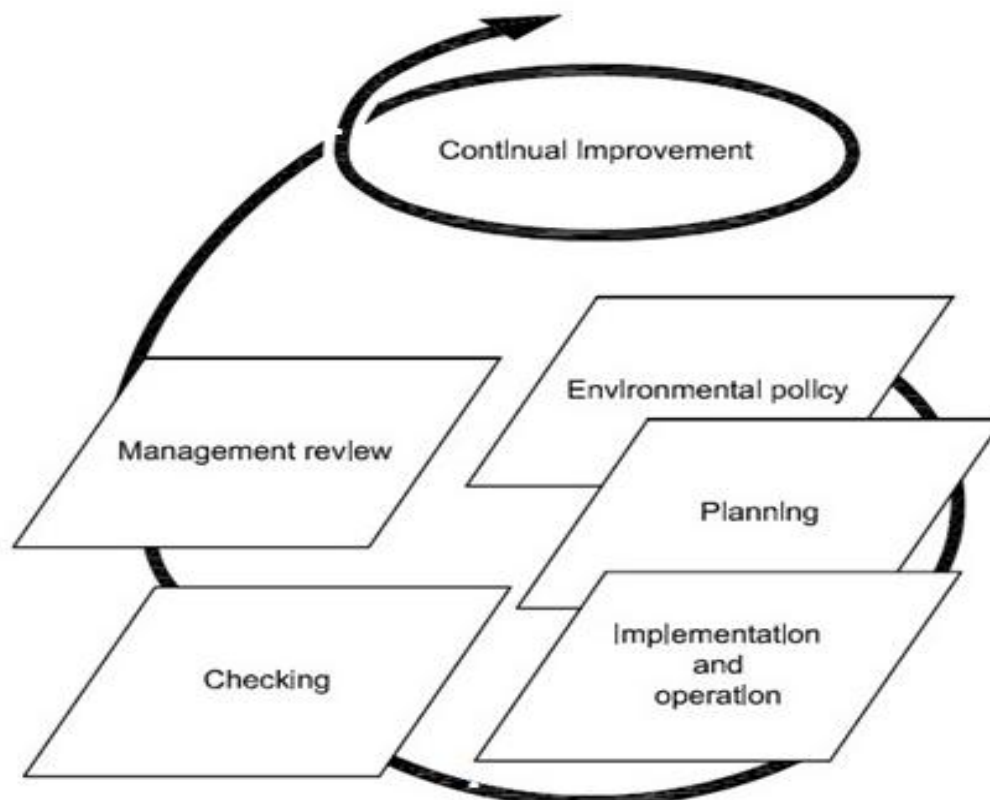 Continual improvement
Environmental policy
Management review
Planning
Implementation
and
operation
Checking